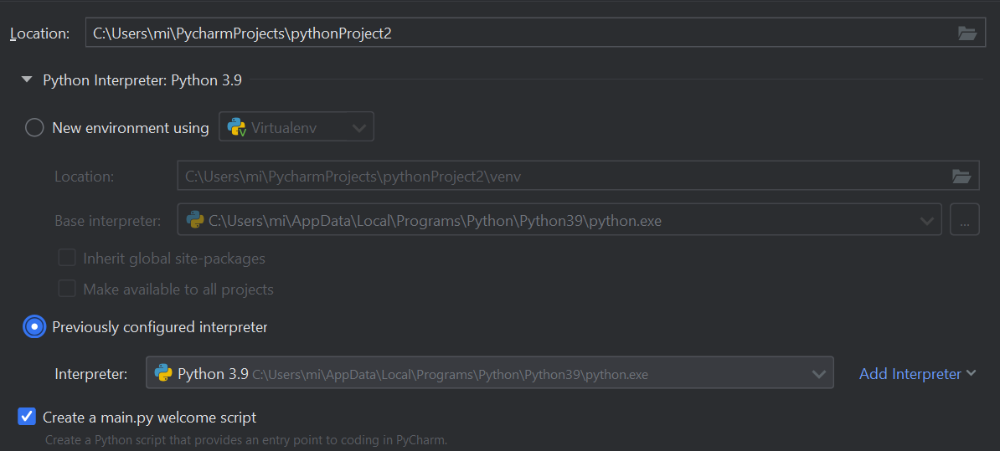 Location: C:\Users\mi\PycharmProjects\pythonProject2
Python Interpreter: Python 3.9
New environment using Virtualenv
Location: C:\Users\mi\PycharmProjects\pythonProject2\venv
Base interpreter: C:\Users\mi\AppData\Local\Programs\Python\Python39\python.exe ...
Inherit global site-packages
Make available to all projects
Previously configured interpreter
Interpreter: Python 3.9 C:\Users\mi\AppData\Local\Programs\Python\Python39\python.exe Add Interpreter
Create a main.py welcome script
Create a Python script that provides an entry point to coding in PyCharm.